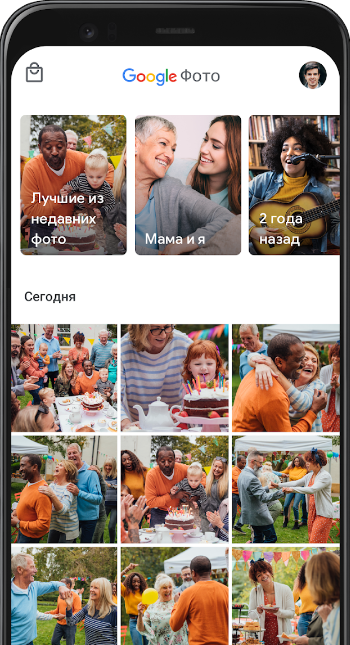 Google Фото
Лучшие из
недавних
фото
Мама и я
2 года
назад
Сегодня